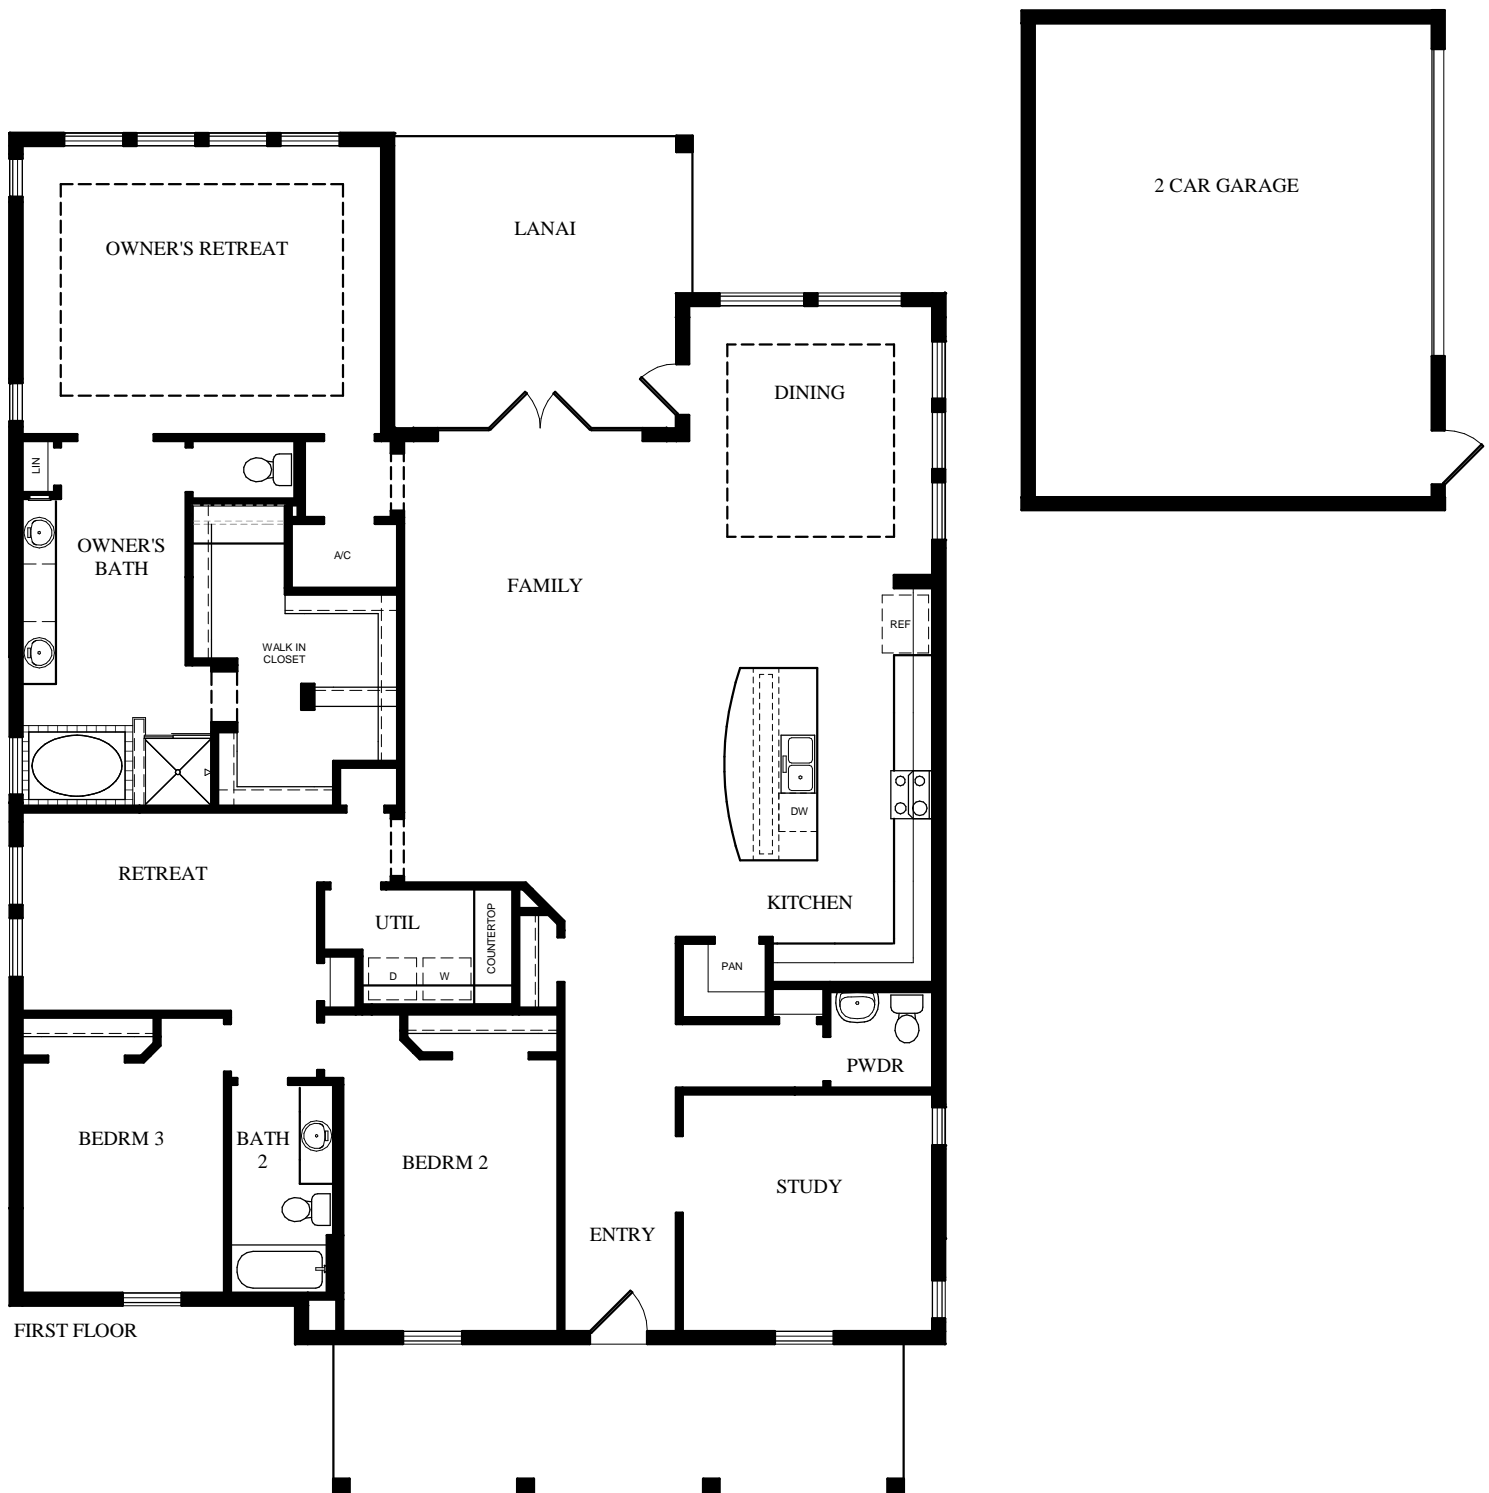 2 CAR GARAGE
LANAI
OWNER'S RETREAT
DINING
LIN
OWNER'S
BATH
A/C
FAMILY
REF
WALK IN
CLOSET
DW
RETREAT
KITCHEN
UTIL
COUNTERTOP
PAN
D
W
PWDR
BEDRM 3
BATH
2
BEDRM 2
STUDY
ENTRY
FIRST FLOOR